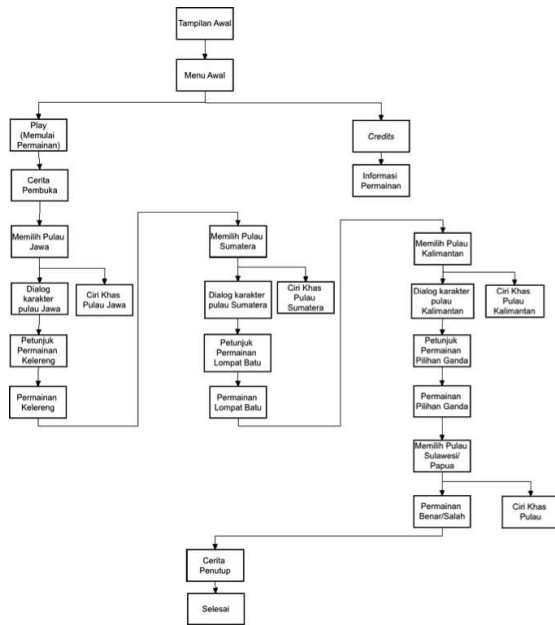 Tampilan Awal
Menu Awal
Play
(Memulai
Permainan)
Credits
Cerita
Pembuka
Informasi
Permainan
Memilih Pulau
Jawa
Memilih Pulau
Sumatera
Memilih Pulau
Kalimantan
Dialog
karakter
pulau Jawa
Ciri Khas
Pulau Jawa
Dialog karakter
pulau Sumatera
Ciri Khas
Pulau
Sumatera
Dialog karakter
pulau
Kalimantan
Ciri Khas
Pulau
Kalimantan
Petunjuk
Permainan
Kelereng
Petunjuk
Permainan
Lompat Batu
Petunjuk
Permainan
Pilihan Ganda
Permainan
Kelereng
Permainan
Lompat Batu
Permainan
Pilihan Ganda
Memilih Pulau
Sulawesi/
Papua
Permainan
Benar/Salah
Ciri Khas
Pulau
Cerita
Penutup
Selesai